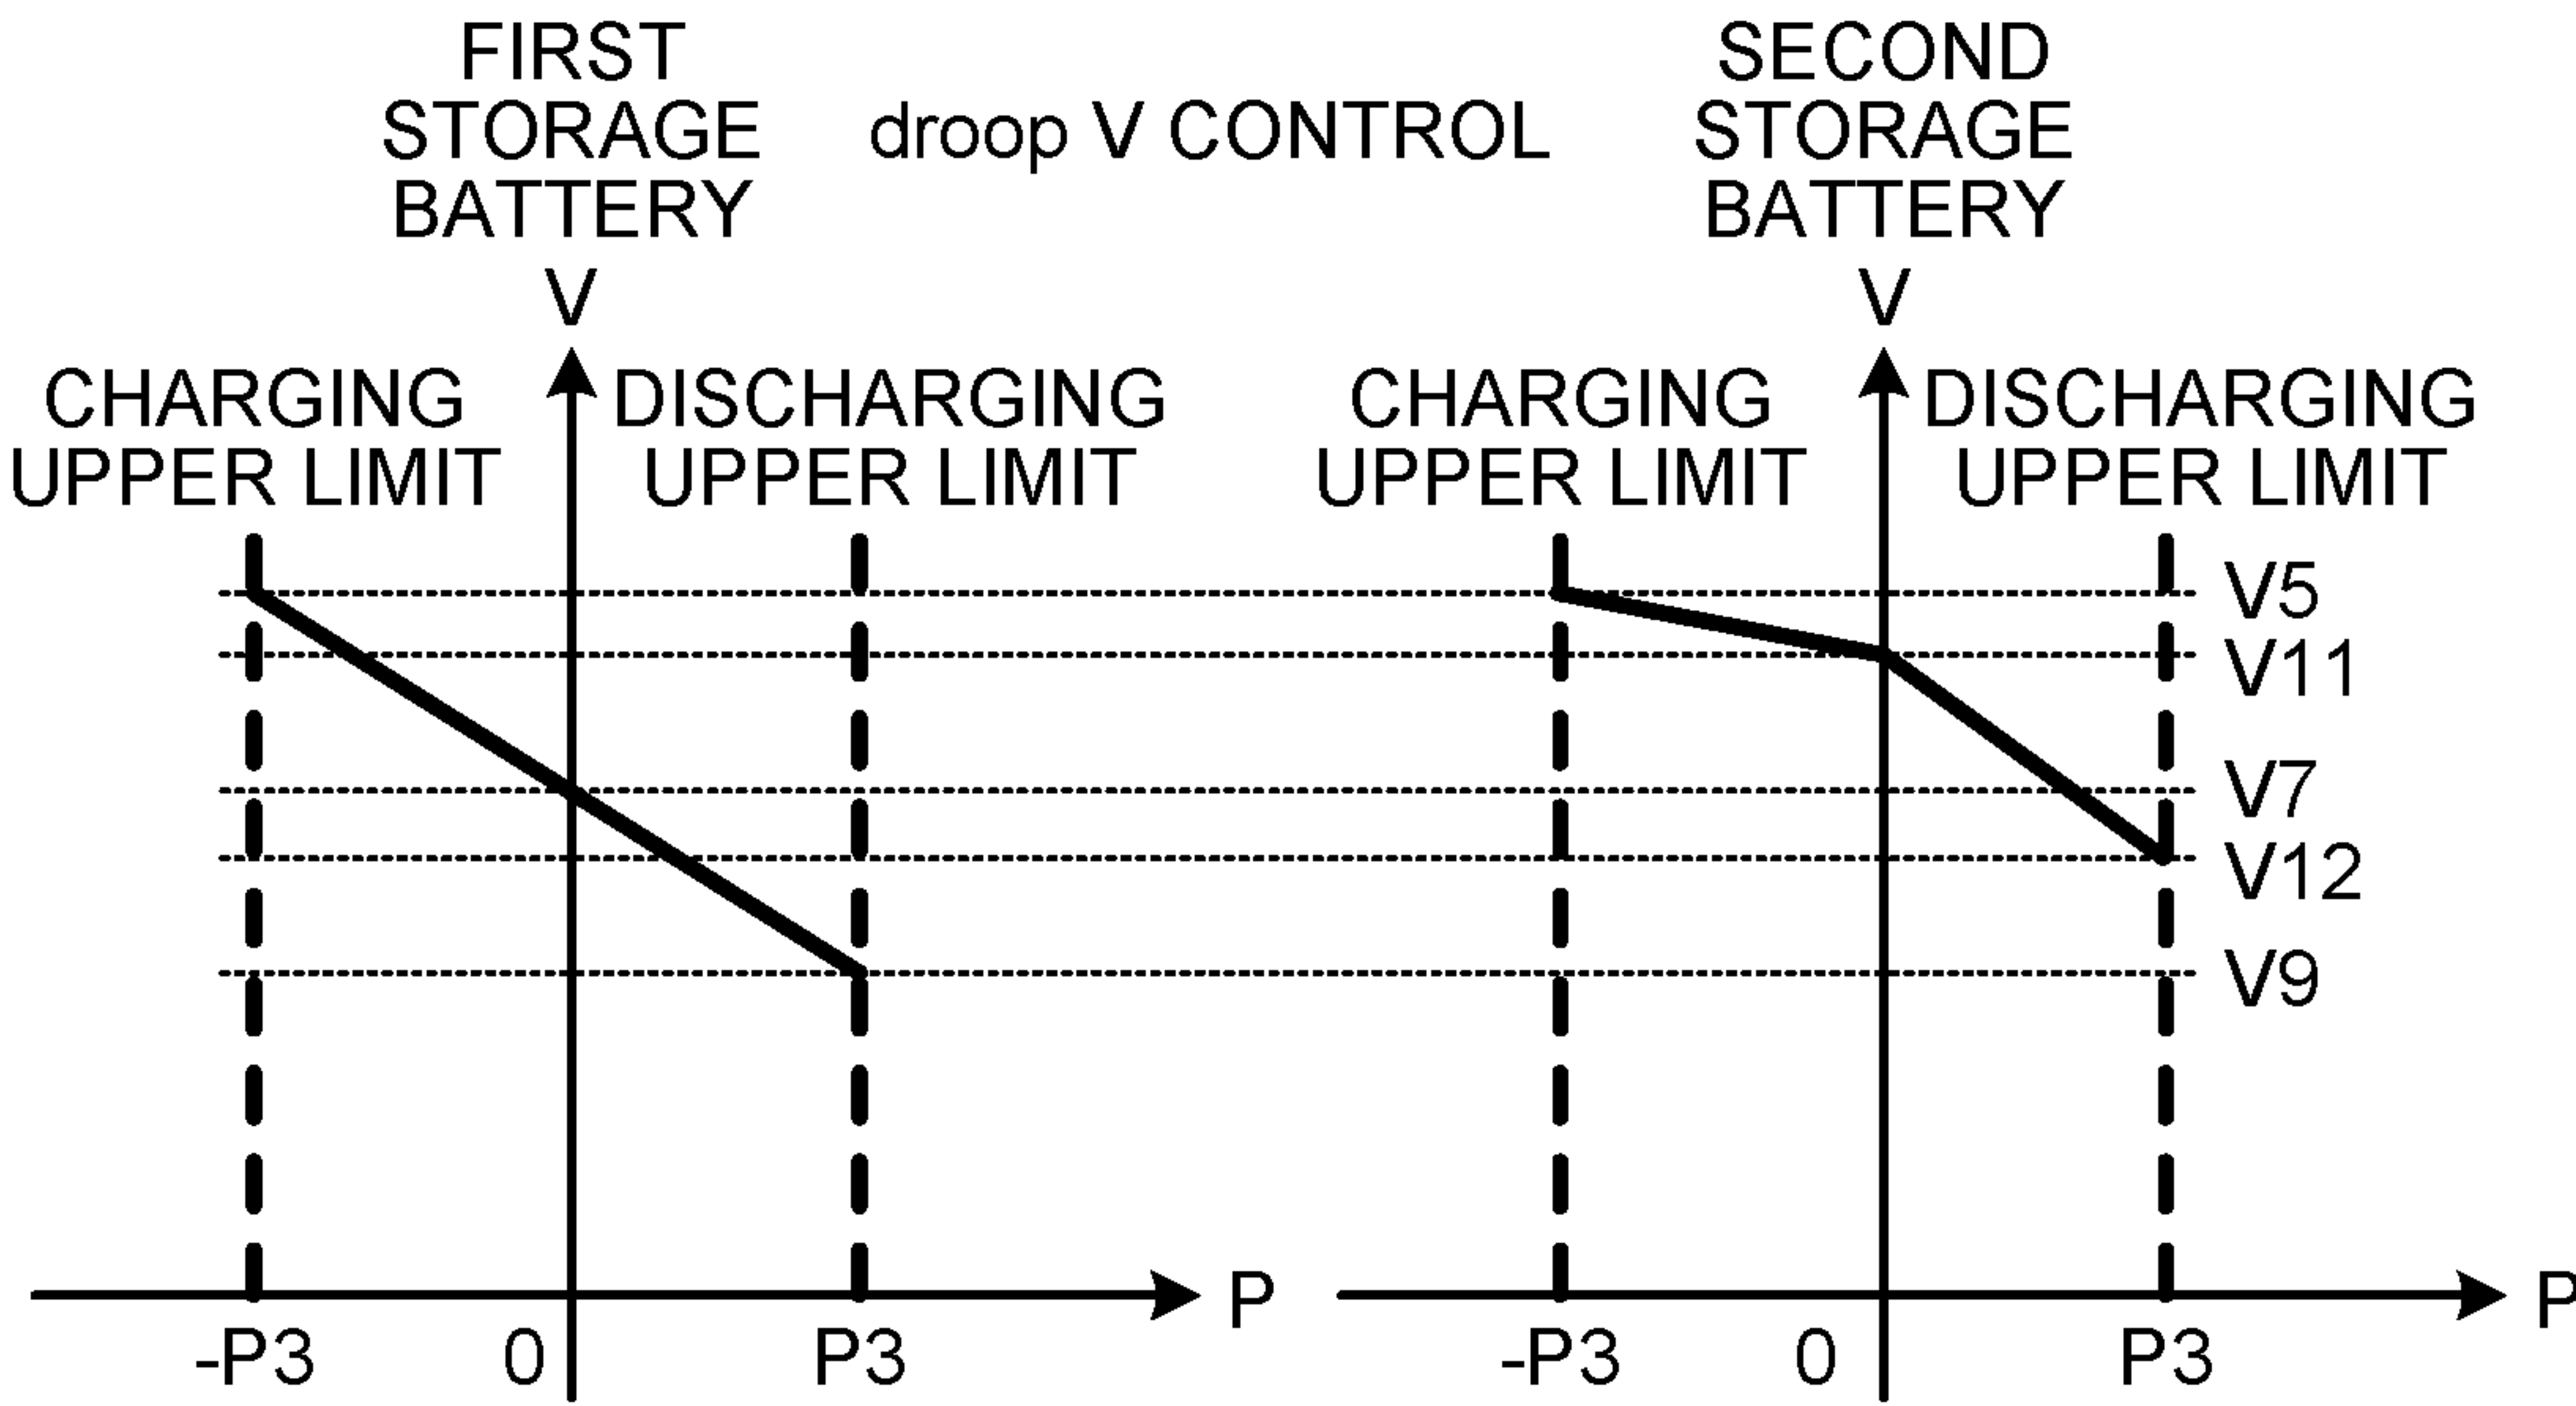 FIRST
STORAGE
BATTERY
droop V CONTROL
SECOND
STORAGE
BATTERY
V
CHARGING
UPPER LIMIT
DISCHARGING
UPPER LIMIT
V
CHARGING
UPPER LIMIT
DISCHARGING
UPPER LIMIT
V5
V11
V7
V12
V9
P
-P3
0
P3
P
-P3
0
P3